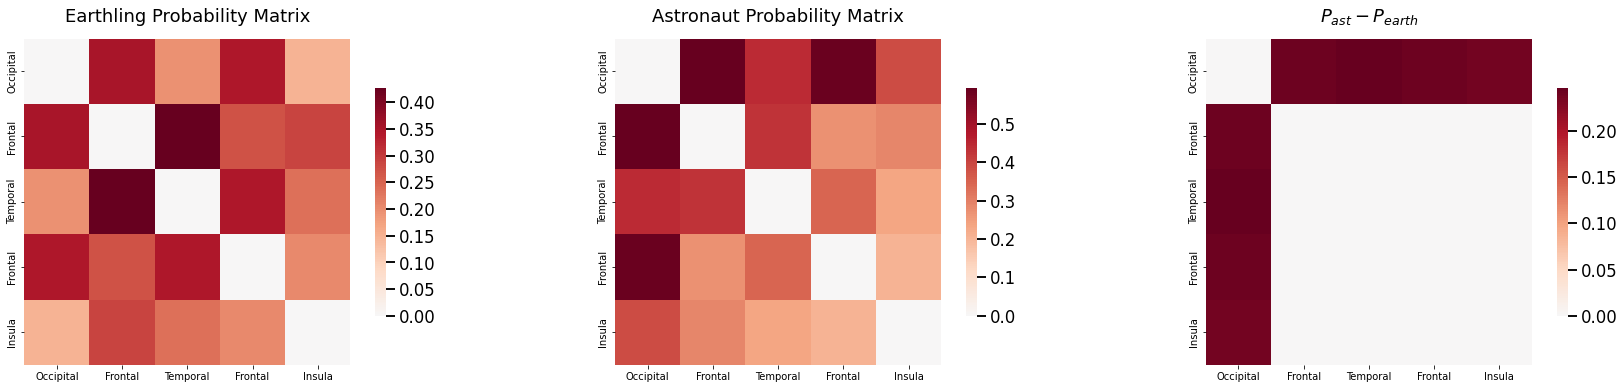 Earthling Probability Matrix
Occipital
Frontal
Temporal
Frontal
Insula
Occipital Frontal Temporal Frontal Insula
0.40
0.35
0.30
0.25
0.20
0.15
0.10
0.05
0.00
Astronaut Probability Matrix
Occipital
Frontal
Temporal
Frontal
Insula
Occipital Frontal Temporal Frontal Insula
0.5
0.4
0.3
0.2
0.1
0.0
P_ast − P_earth
Occipital
Frontal
Temporal
Frontal
Insula
Occipital Frontal Temporal Frontal Insula
0.20
0.15
0.10
0.05
0.00